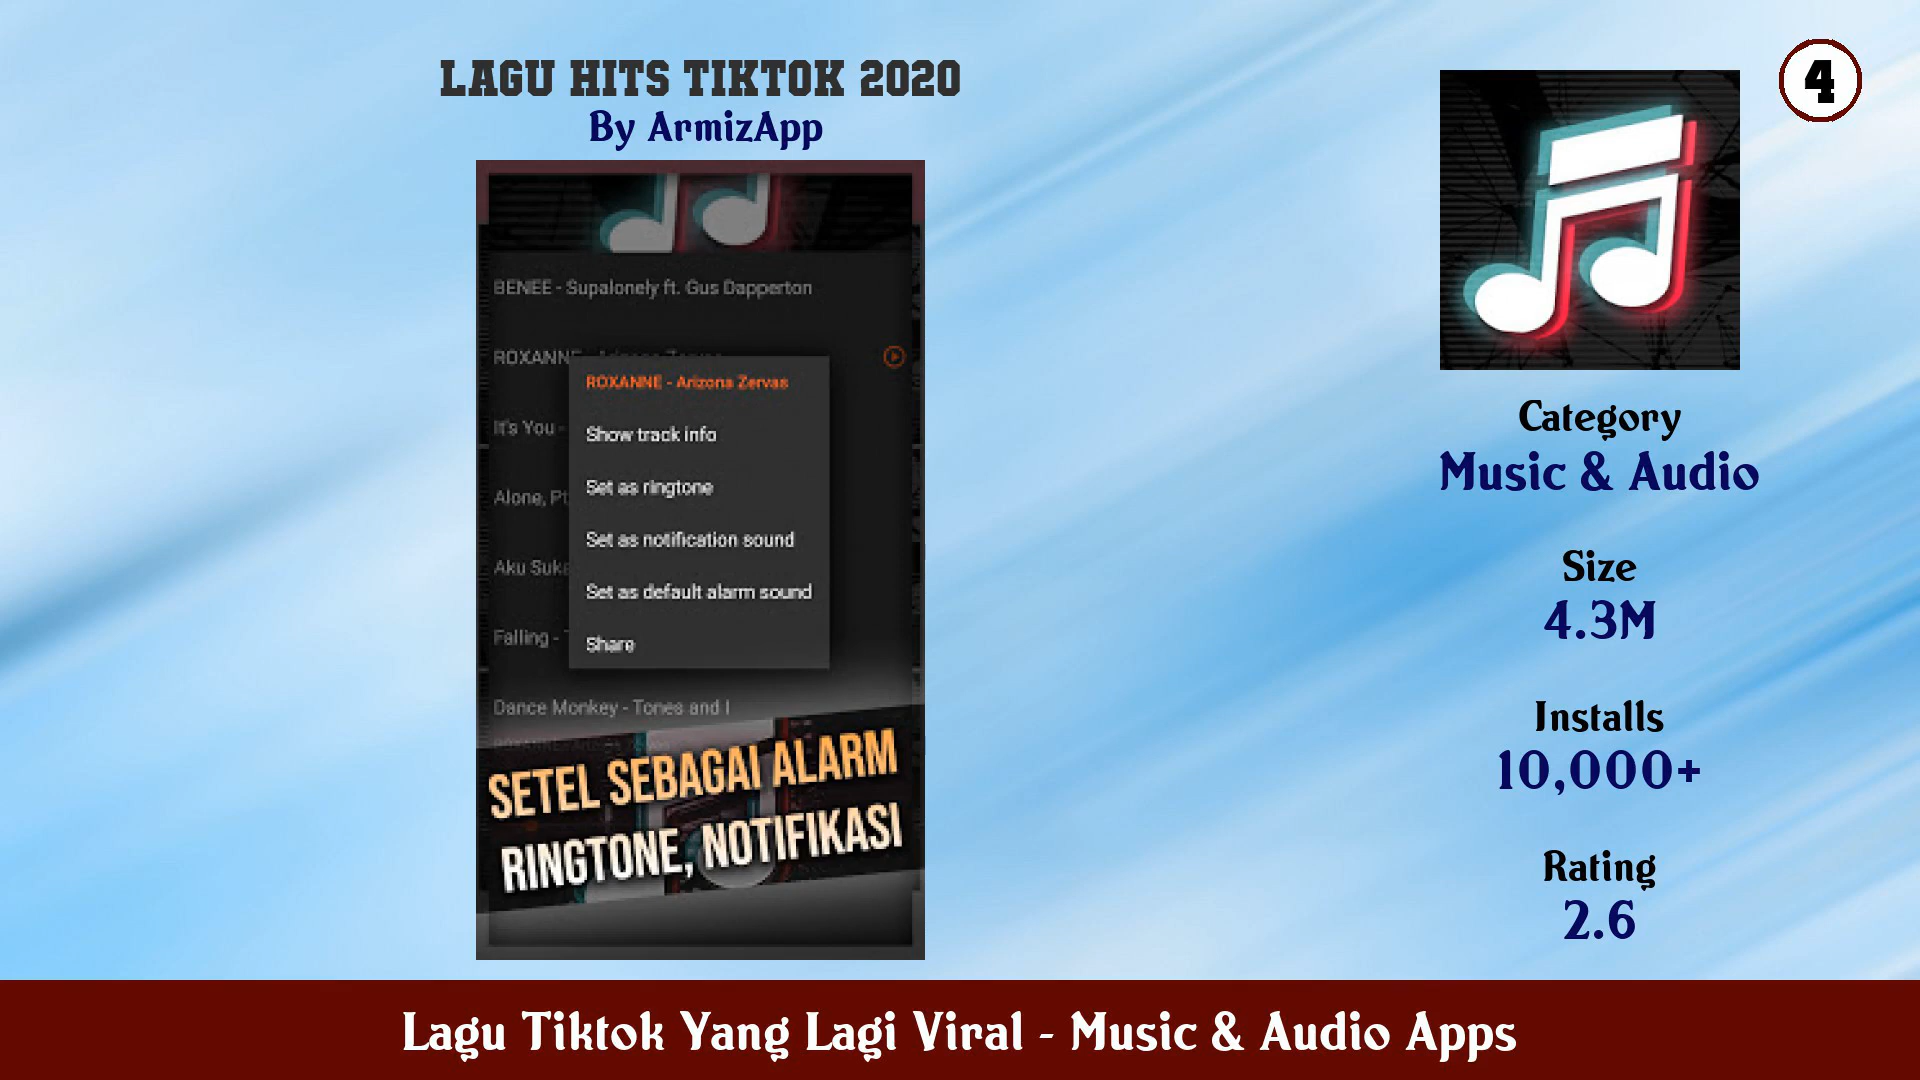 LAGU HITS TIKTOK 2020
By ArmizApp
4
BENEE - Supalonely ft. Gus Dapperton
ROXANNE - Arizona Zervas
ROXANNE - Arizona Zervas
It's You -
Show track info
Alone, Pt
Set as ringtone
Set as notification sound
Aku Suka
Set as default alarm sound
Falling -
Share
Dance Monkey - Tones and I
SETEL SEBAGAI ALARM
RINGTONE, NOTIFIKASI
Category
Music & Audio
Size
4.3M
Installs
10,000+
Rating
2.6
Lagu Tiktok Yang Lagi Viral - Music & Audio Apps